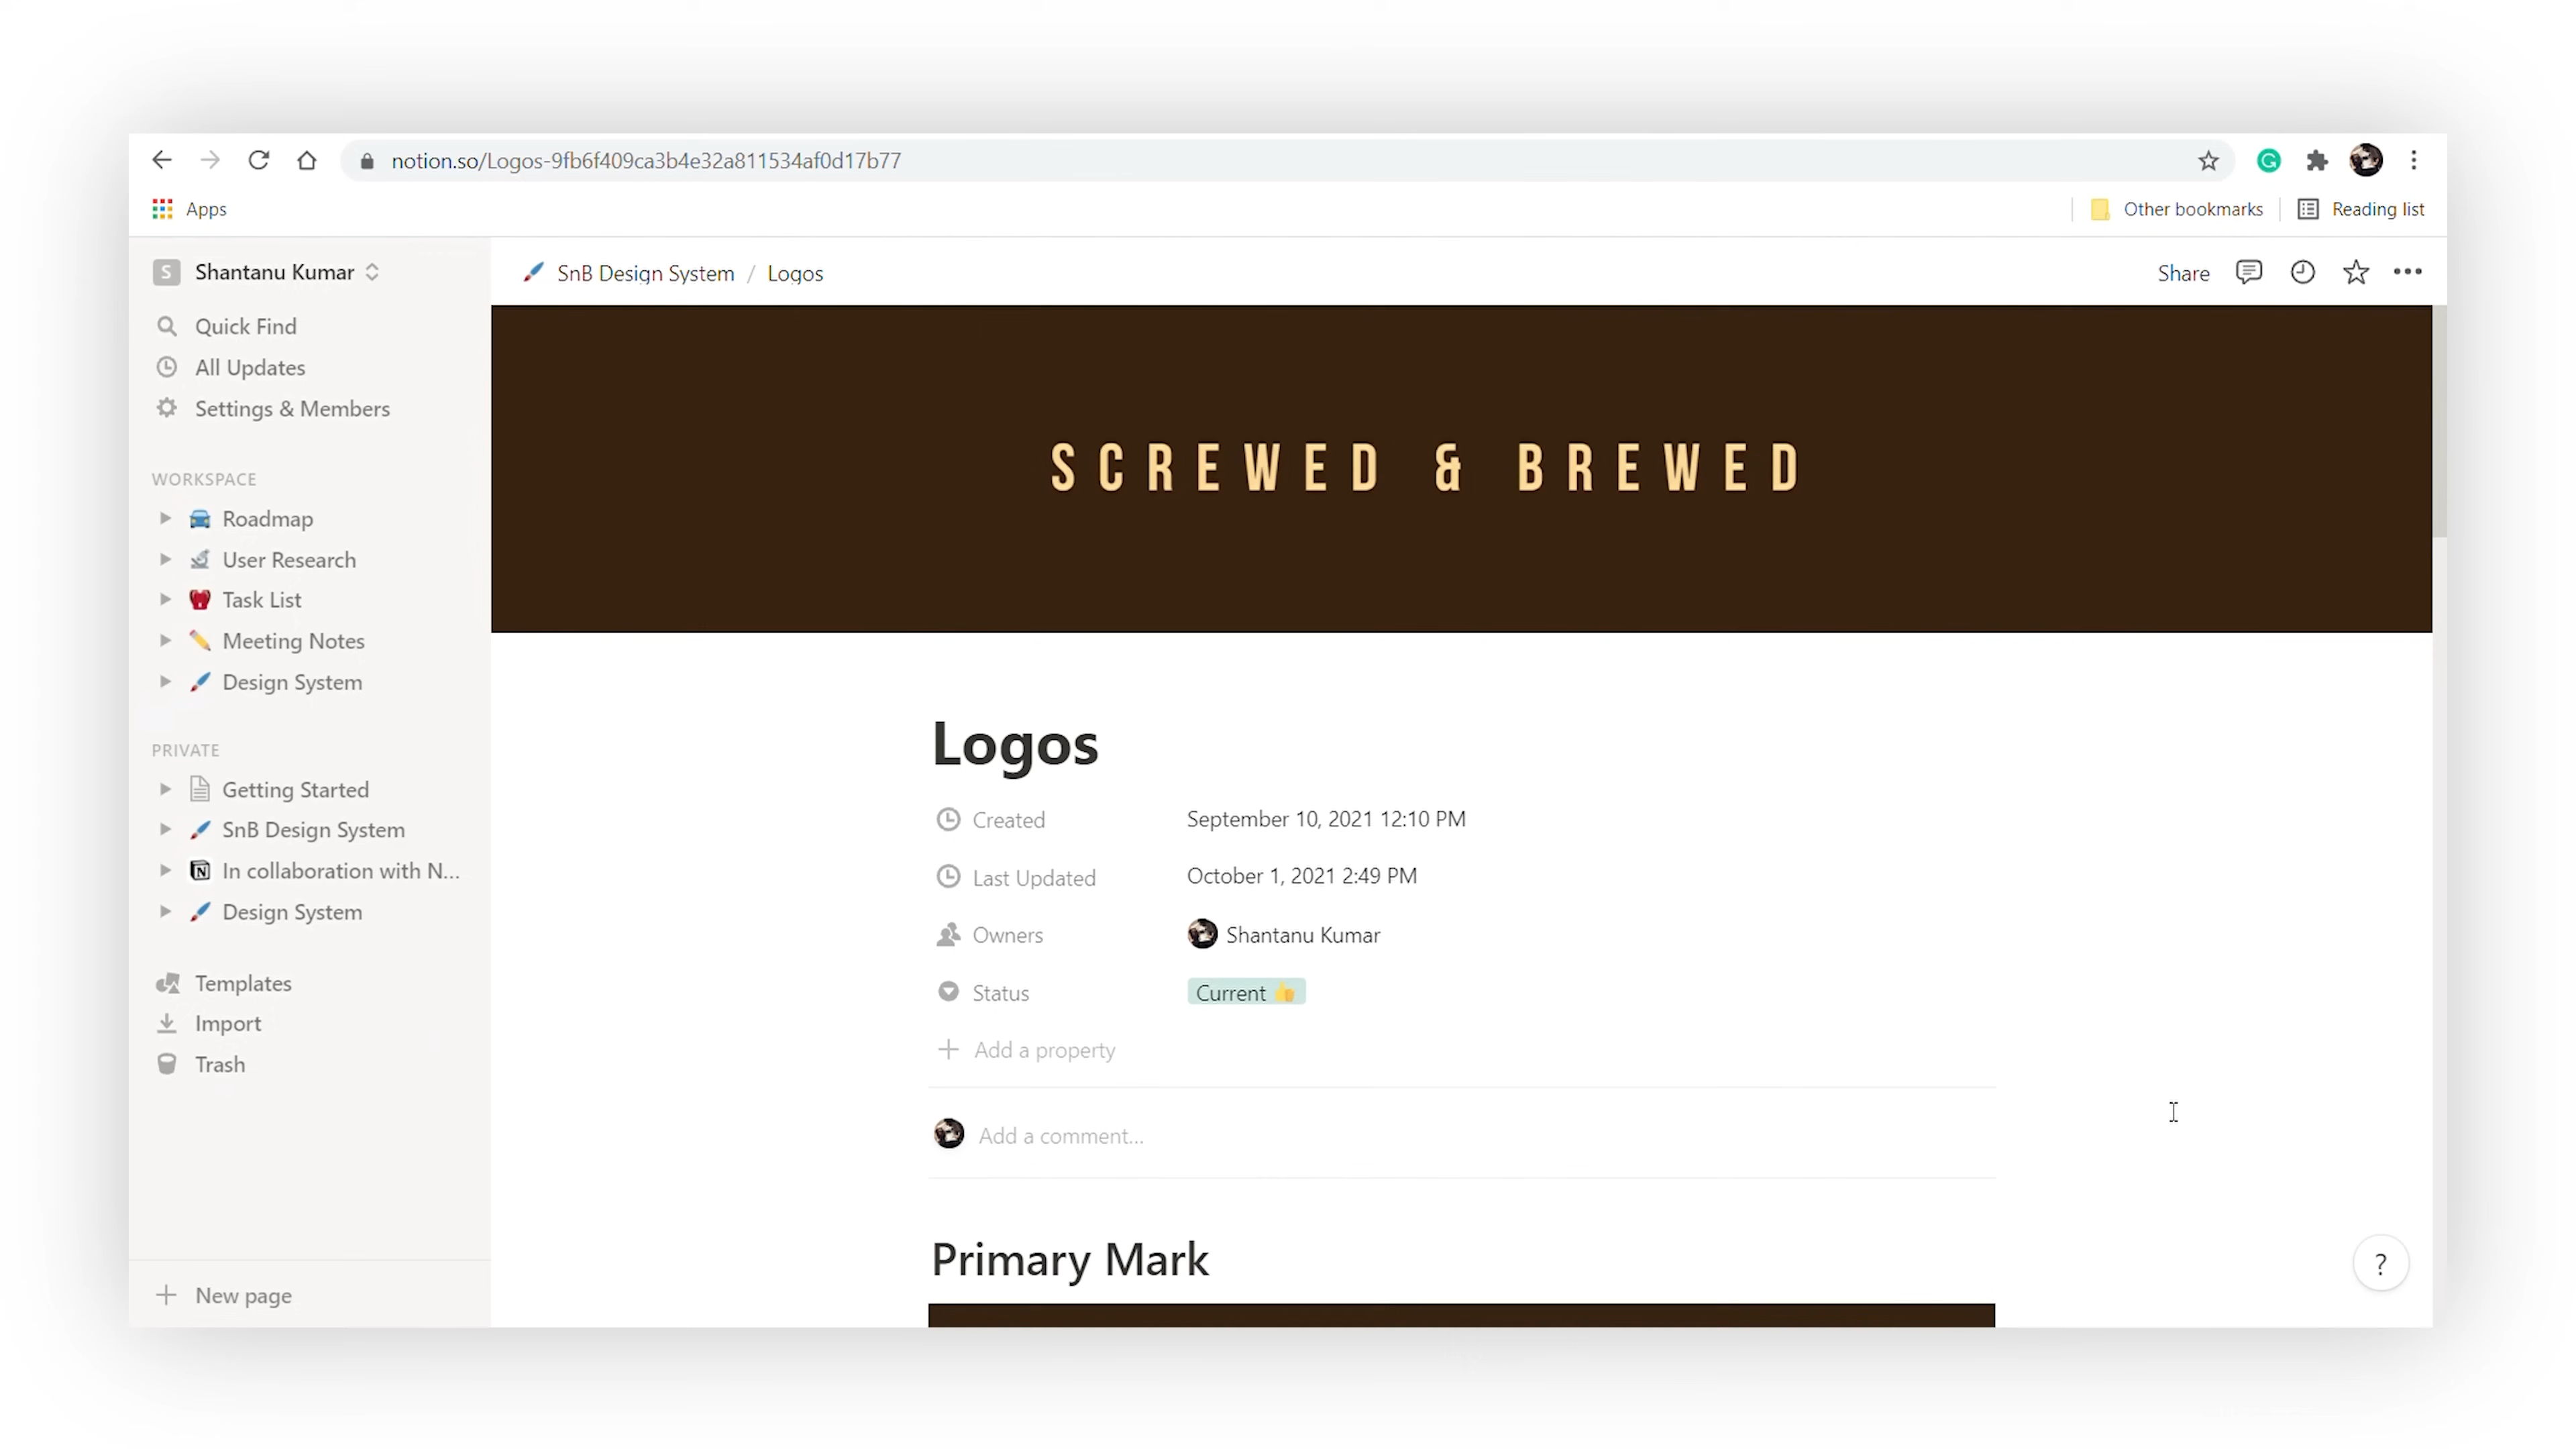 notion.so/Logos-9fb6f409ca3b4e32a811534af0d17b77
Apps
Other bookmarks
Reading list
S Shantanu Kumar
Quick Find
All Updates
Settings & Members
WORKSPACE
Roadmap
User Research
Task List
Meeting Notes
Design System
PRIVATE
Getting Started
SnB Design System
In collaboration with N...
Design System
Templates
Import
Trash
New page
SnB Design System / Logos
Share
SCREWED & BREWED
Logos
Created September 10, 2021 12:10 PM
Last Updated October 1, 2021 2:49 PM
Owners Shantanu Kumar
Status Current 👍
Add a property
Add a comment...
Primary Mark
?